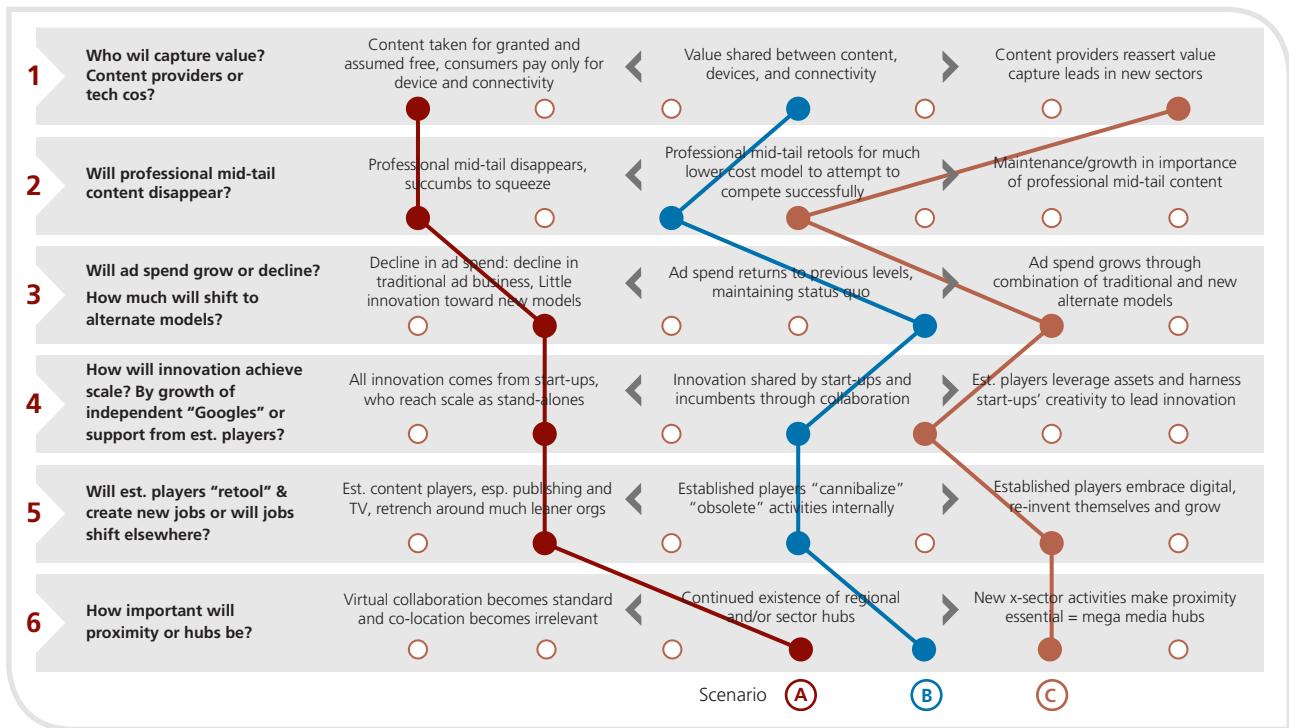 1
Who wil capture value?
Content providers or
tech cos?
Content taken for granted and
assumed free, consumers pay only for
device and connectivity
Value shared between content,
devices, and connectivity
Content providers reassert value
capture leads in new sectors
2
Will professional mid-tail
content disappear?
Professional mid-tail disappears,
succumbs to squeeze
Professional mid-tail retools for much
lower cost model to attempt to
compete successfully
Maintenance/growth in importance
of professional mid-tail content
3
Will ad spend grow or decline?
How much will shift to
alternate models?
Decline in ad spend: decline in
traditional ad business, Little
innovation toward new models
Ad spend returns to previous levels,
maintaining status quo
Ad spend grows through
combination of traditional and new
alternate models
4
How will innovation achieve
scale? By growth of
independent “Googles” or
support from est. players?
All innovation comes from start-ups,
who reach scale as stand-alones
Innovation shared by start-ups and
incumbents through collaboration
Est. players leverage assets and harness
start-ups’ creativity to lead innovation
5
Will est. players “retool” &
create new jobs or will jobs
shift elsewhere?
Est. content players, esp. publishing and
TV, retrench around much leaner orgs
Established players “cannibalize”
“obsolete” activities internally
Established players embrace digital,
re-invent themselves and grow
6
How important will
proximity or hubs be?
Virtual collaboration becomes standard
and co-location becomes irrelevant
Continued existence of regional
and/or sector hubs
New x-sector activities make proximity
essential = mega media hubs
Scenario A B C